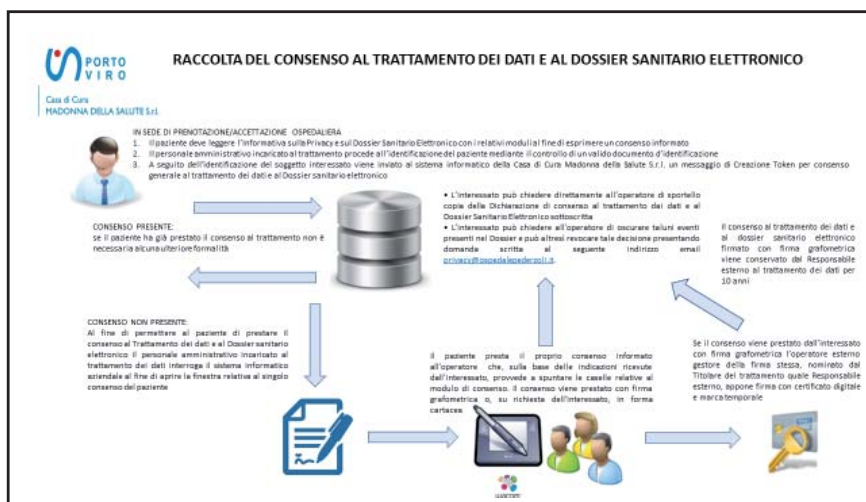 PORTO
VIRO
Casa di Cura
MADONNA DELLA SALUTE S.r.l.
RACCOLTA DEL CONSENSO AL TRATTAMENTO DEI DATI E AL DOSSIER SANITARIO ELETTRONICO
IN SEDE DI PRENOTAZIONE/ACCETTAZIONE OSPEDALIERA
1. Il paziente deve leggere l'Informativa sulla Privacy e sul Dossier Sanitario Elettronico con i relativi moduli al fine di esprimere un consenso informato
2. Il personale amministrativo incaricato al trattamento procede all'identificazione del paziente mediante il controllo di un valido documento d'identificazione
3. A seguito dell'identificazione del soggetto interessato viene inviato al sistema informatico della Casa di Cura Madonna della Salute S.r.l. un messaggio di Creazione Token per consenso
generale al trattamento dei dati e al Dossier sanitario elettronico
CONSENSO PRESENTE:
se il paziente ha già prestato il consenso al trattamento non è
necessaria alcuna ulteriore formalità
• L'interessato può chiedere direttamente all'operatore di sportello
copia della Dichiarazione di consenso al trattamento dai dati e al
Dossier Sanitario Elettronico sottoscritta
• L'interessato può chiedere all'operatore di oscurare taluni eventi
presenti nel Dossier e può altresì revocare tale decisione presentando
domanda scritta al seguente indirizzo email
privacy@ospedalepederzoli.it.
Il consenso al trattamento dei dati e
al dossier sanitario elettronico
firmato con firma grafometrica
viene conservato dal Responsabile
esterno al trattamento dei dati per
10 anni
CONSENSO NON PRESENTE:
Al fine di permettere al paziente di prestare il
consenso al Trattamento dei dati e al Dossier sanitario
elettronico il personale amministrativo incaricato al
trattamento dei dati interroga il sistema informatico
aziendale al fine di aprire la finestra relativa al singolo
consenso del paziente
Il paziente presta il proprio consenso informato
all'operatore che, sulla base delle indicazioni ricevute
dall'interessato, provvede a spuntare le caselle relative al
modulo di consenso. Il consenso viene prestato con firma
grafometrica o, su richiesta dell'interessato, in forma
cartacea
Se il consenso viene prestato dall'interessato
con firma grafometrica l'operatore esterno
gestore della firma stessa, nominato dal
Titolare del trattamento quale Responsabile
esterno, appone firma con certificato digitale
e marca temporale
wacom